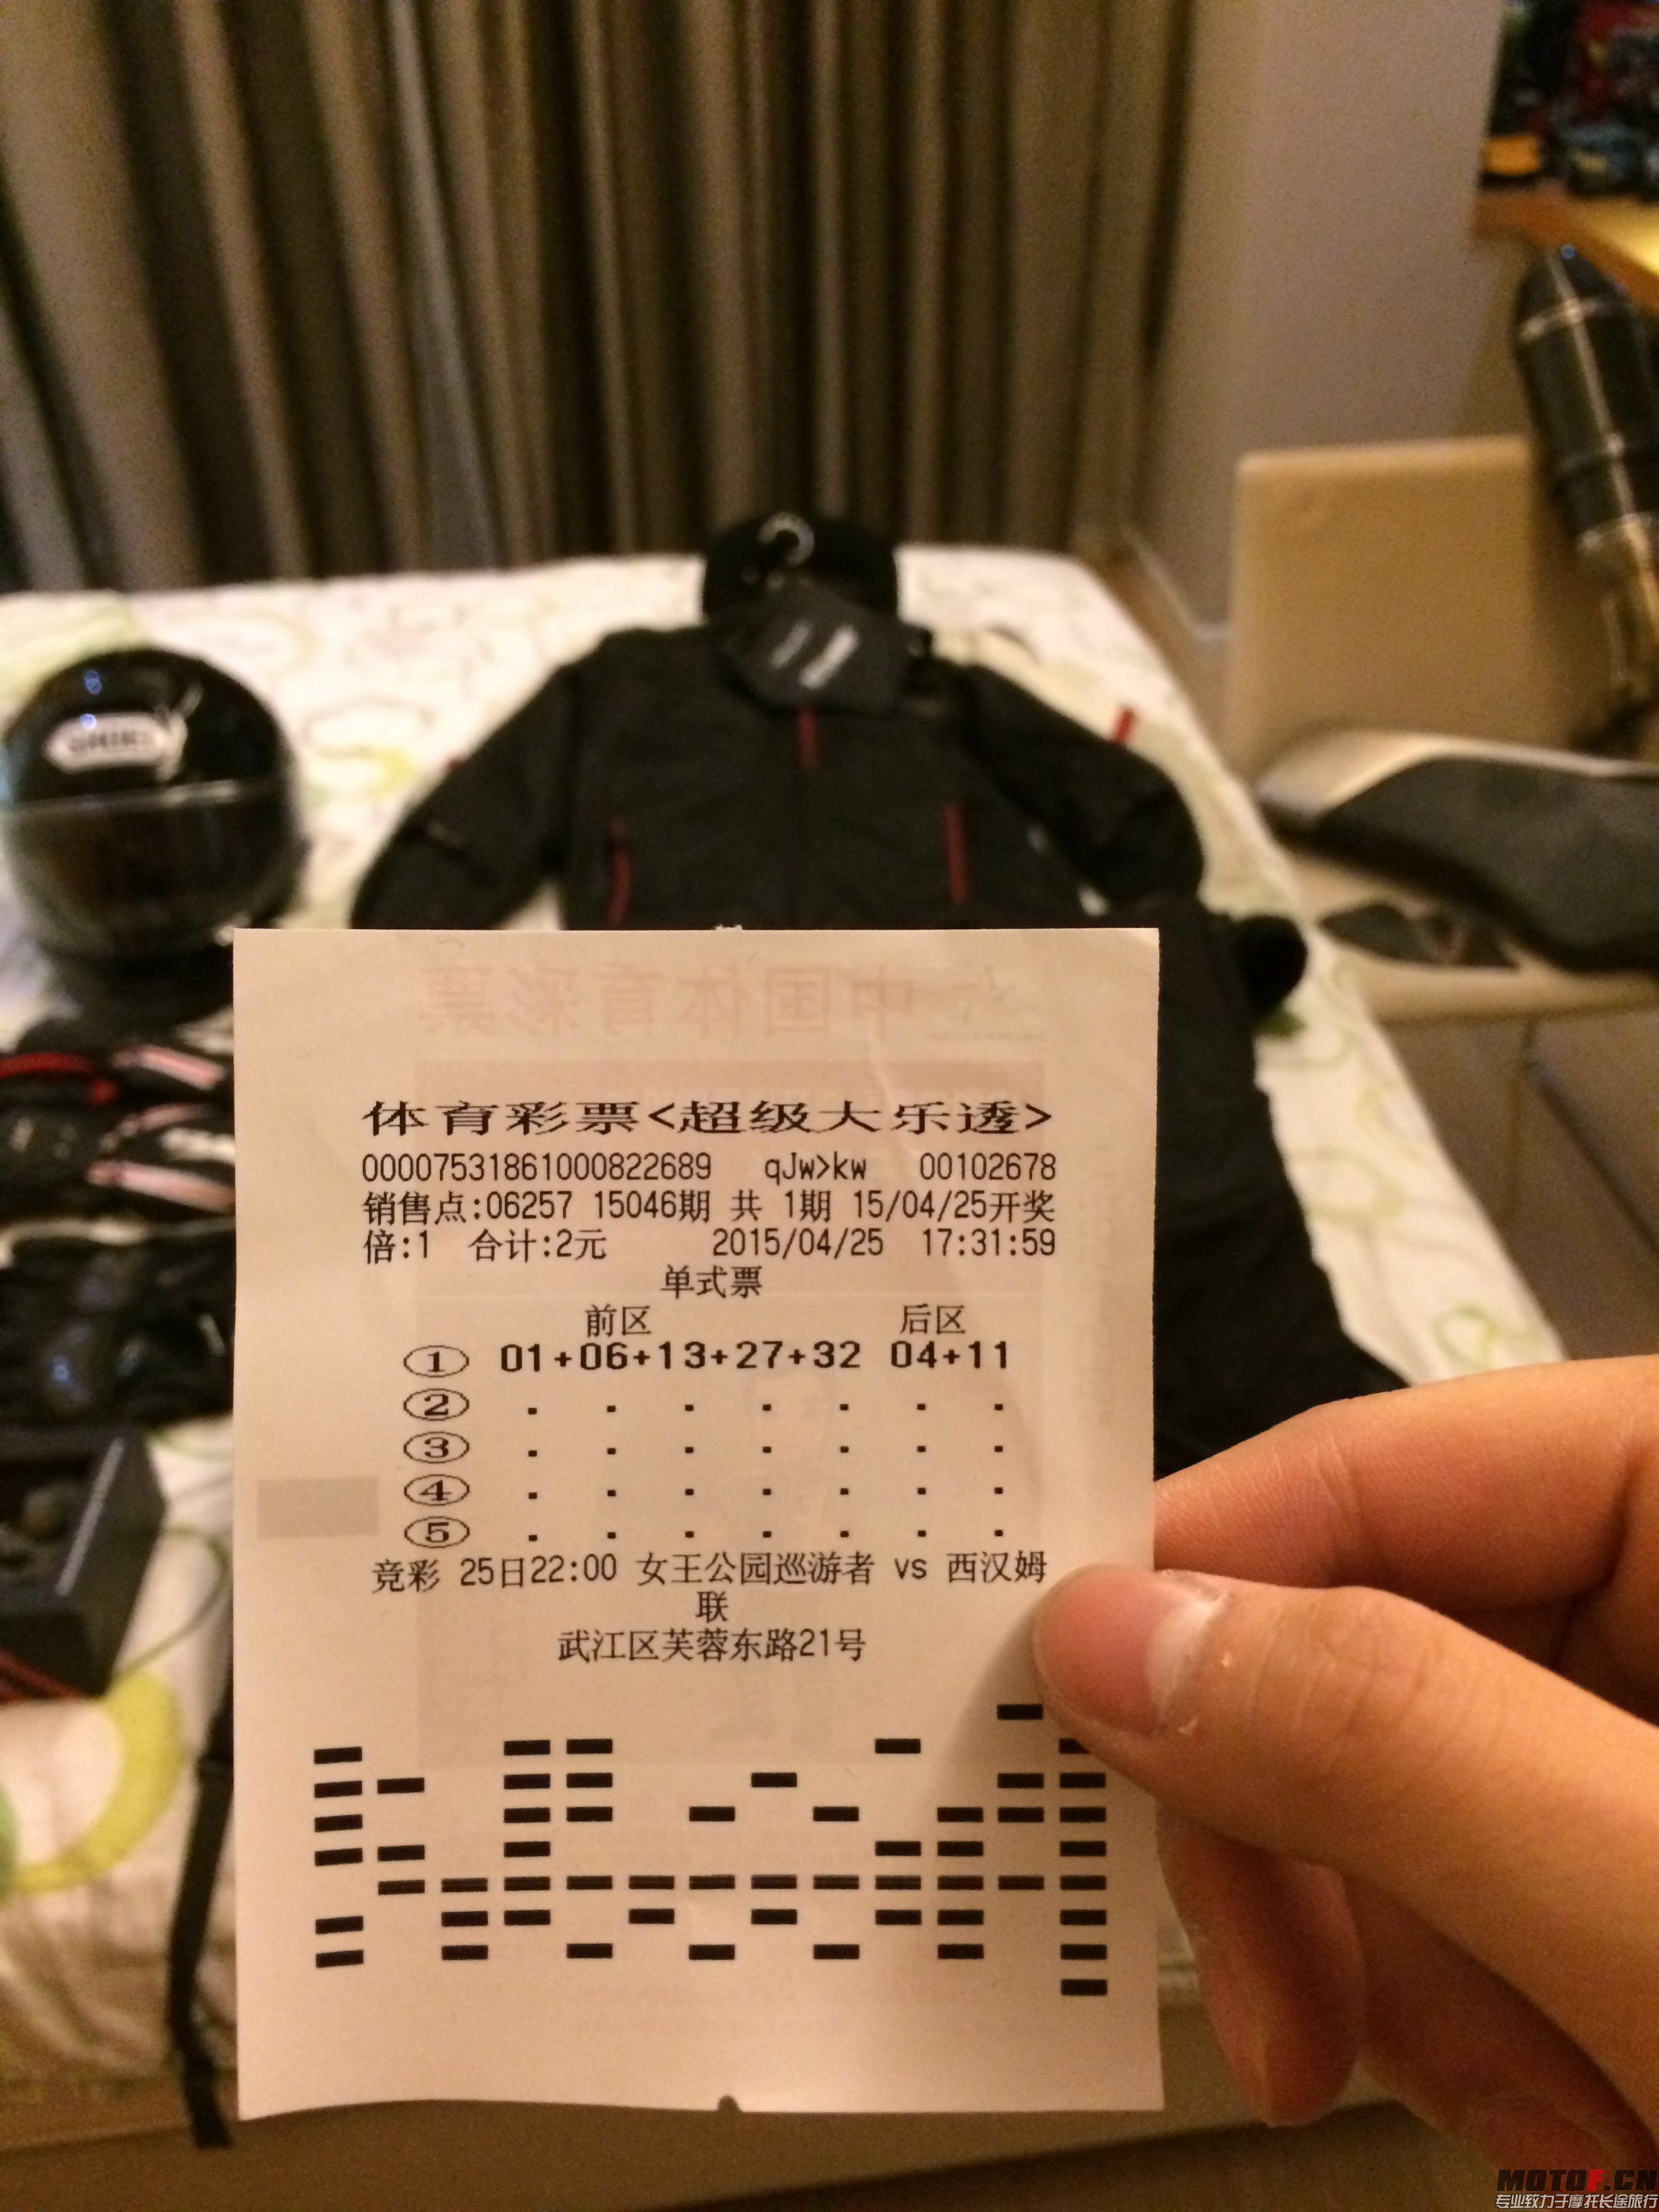 中国体育彩票
体育彩票<超级大乐透>
00007531861000822689 qJw>kw 00102678
销售点:06257 15046期 共 1期 15/04/25开奖
倍:1 合计:2元 2015/04/25 17:31:59
单式票
前区 后区
① 01+06+13+27+32 04+11
② . . . . . . .
③ . . . . . . .
④ . . . . . . .
⑤ . . . . . . .
竞彩 25日22:00 女王公园巡游者 vs 西汉姆
联
武江区芙蓉东路21号
MOTOF.CN
专业致力于摩托长途旅行